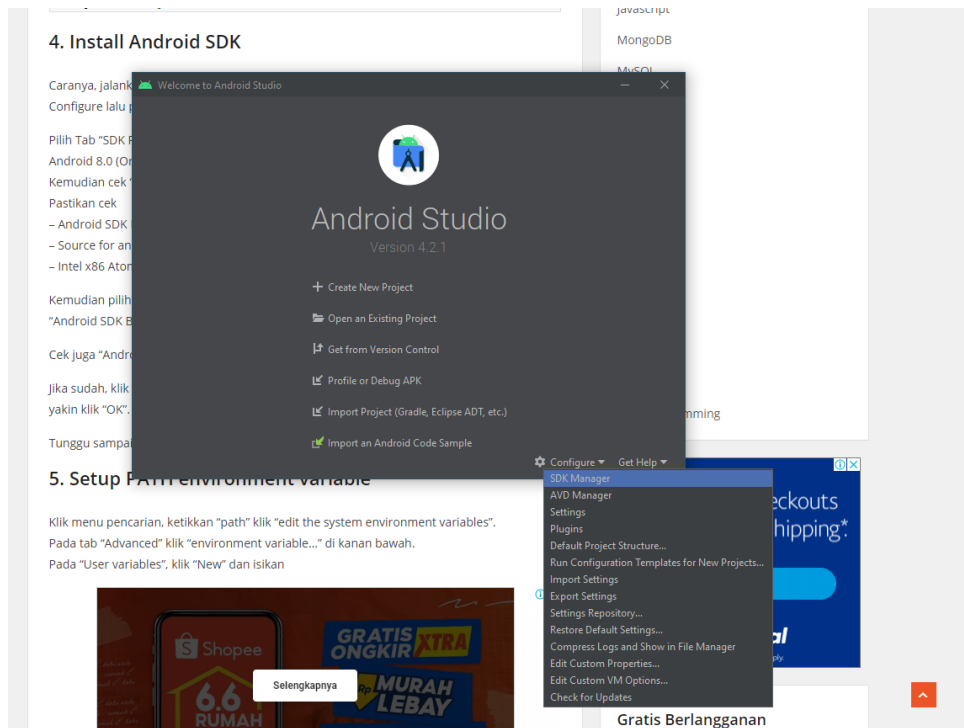 Javascript
4. Install Android SDK
MongoDB
MySQL
Caranya, jalank
Configure lalu p
Pilih Tab "SDK P
Android 8.0 (Or
Kemudian cek "
Pastikan cek
– Android SDK
– Source for an
– Intel x86 Atom
Kemudian pilih
"Android SDK B
Cek juga "Andro
Jika sudah, klik
yakin klik "OK".
Tunggu sampai
Welcome to Android Studio
Android Studio
Version 4.2.1
Create New Project
Open an Existing Project
Get from Version Control
Profile or Debug APK
Import Project (Gradle, Eclipse ADT, etc.)
Import an Android Code Sample
Configure
Get Help
mming
SDK Manager
AVD Manager
Settings
Plugins
Default Project Structure...
Run Configuration Templates for New Projects...
Import Settings
Export Settings
Settings Repository...
Restore Default Settings...
Compress Logs and Show in File Manager
Edit Custom Properties...
Edit Custom VM Options...
Check for Updates
5. Setup PATH environment variable
Klik menu pencarian, ketikkan "path" klik "edit the system environment variables".
Pada tab "Advanced" klik "environment variable..." di kanan bawah.
Pada "User variables", klik "New" dan isikan
Shopee
6.6
RUMAH
GRATIS
ONGKIR XTRA
Rp MURAH
LEBAY
Selengkapnya
eckouts
hipping*.
al
ply.
Gratis Berlangganan